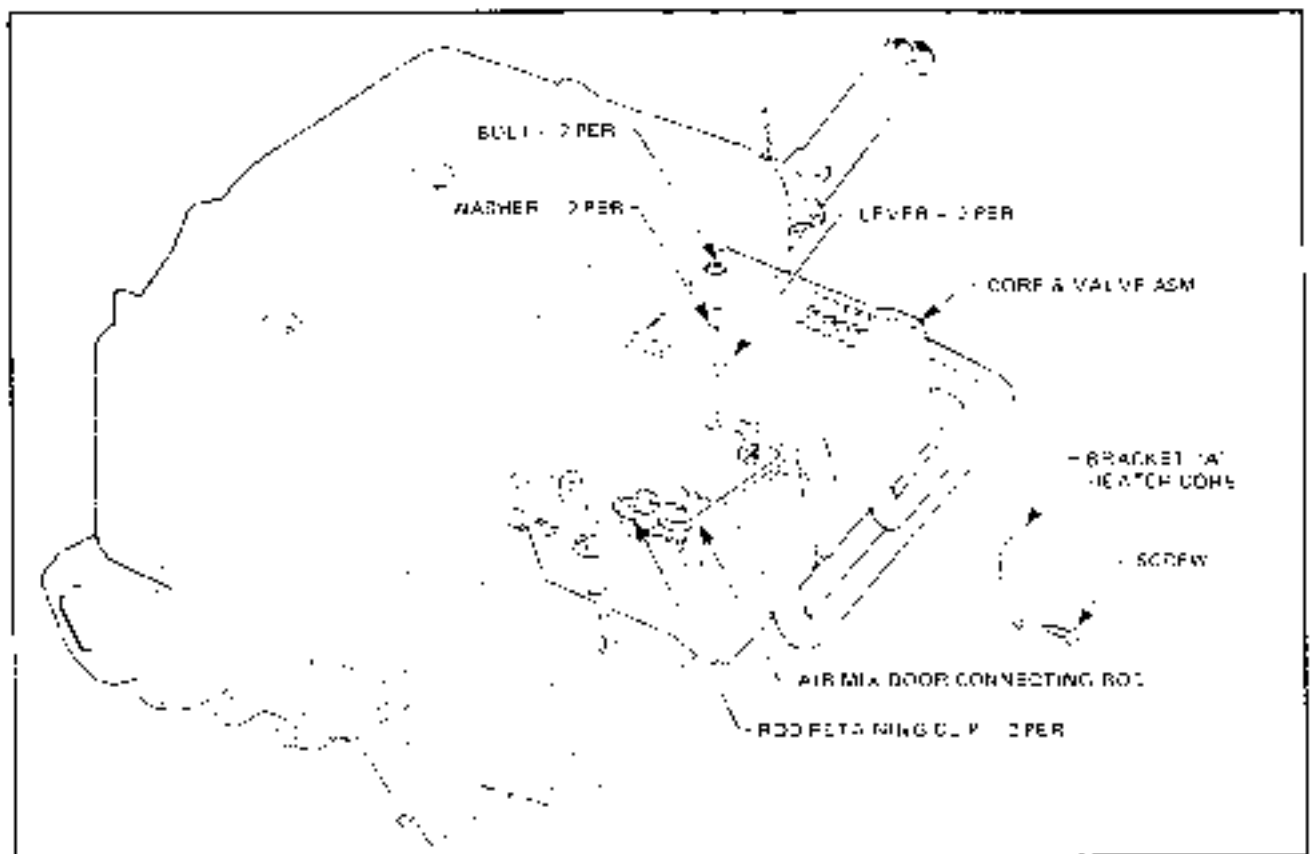 BOLT - 2 PER
WASHER - 2 PER
LEVER - 2 PER
CORE & VALVE ASM
BRACKET (AT
HEATER CORE
SCREW
AIR MIX DOOR CONNECTING ROD
ROD RETAINING CLIP - 2 PER